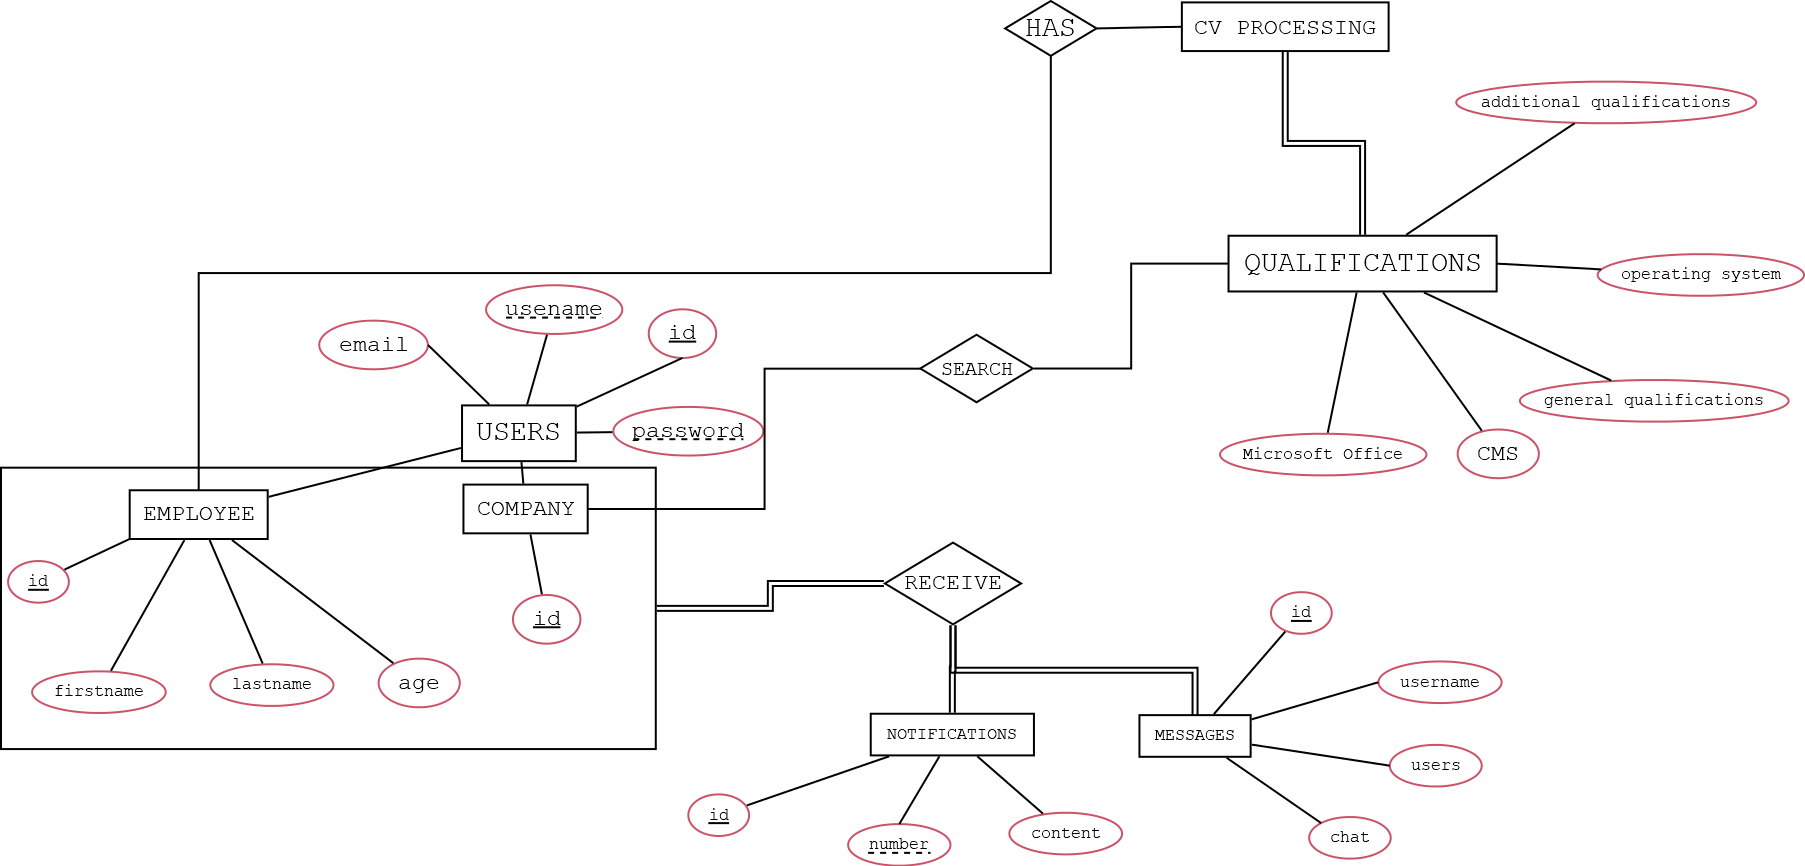 HAS
CV PROCESSING
additional qualifications
QUALIFICATIONS
operating system
usename
id
email
SEARCH
general qualifications
USERS
password
Microsoft Office
CMS
EMPLOYEE
COMPANY
id
RECEIVE
id
id
firstname
lastname
age
username
NOTIFICATIONS
MESSAGES
users
id
number
content
chat